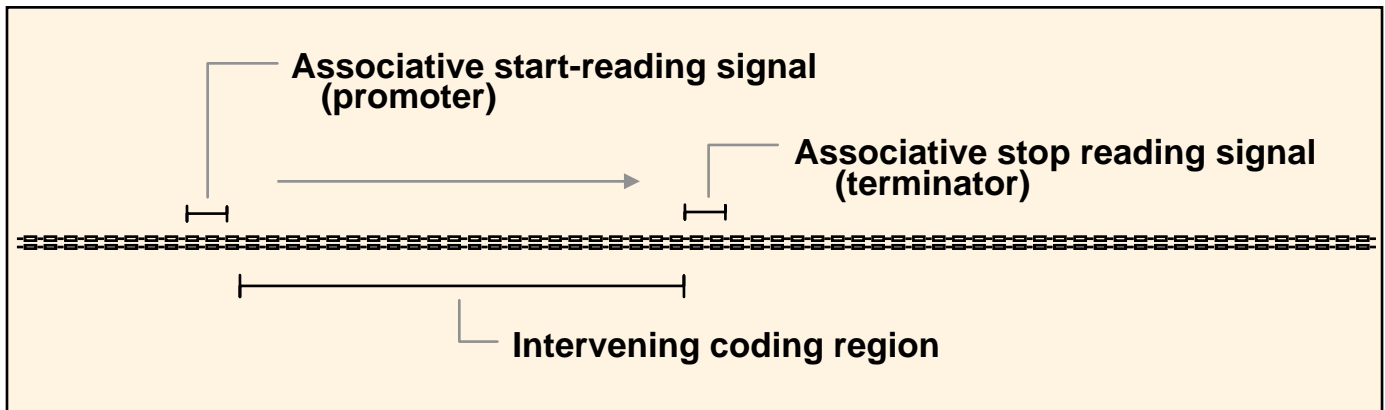 Associative start-reading signal
(promoter)
Associative stop reading signal
(terminator)
Intervening coding region